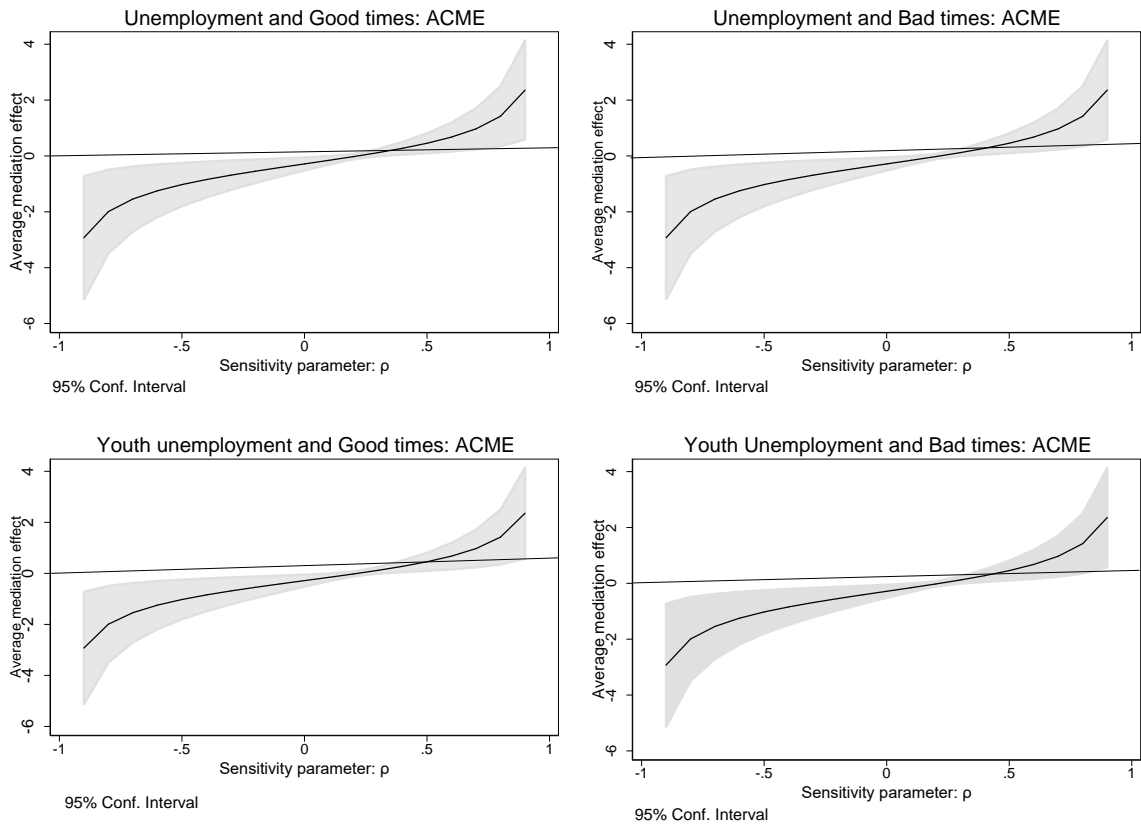 Unemployment and Good times: ACME
Average mediation effect
4
2
0
-2
-4
-6
-1
-.5
0
.5
1
Sensitivity parameter: ρ
95% Conf. Interval
Unemployment and Bad times: ACME
Average mediation effect
4
2
0
-2
-4
-6
-1
-.5
0
.5
1
Sensitivity parameter: ρ
95% Conf. Interval
Youth unemployment and Good times: ACME
Average mediation effect
4
2
0
-2
-4
-6
-1
-.5
0
.5
1
Sensitivity parameter: ρ
95% Conf. Interval
Youth Unemployment and Bad times: ACME
Average mediation effect
4
2
0
-2
-4
-6
-1
-.5
0
.5
1
Sensitivity parameter: ρ
95% Conf. Interval